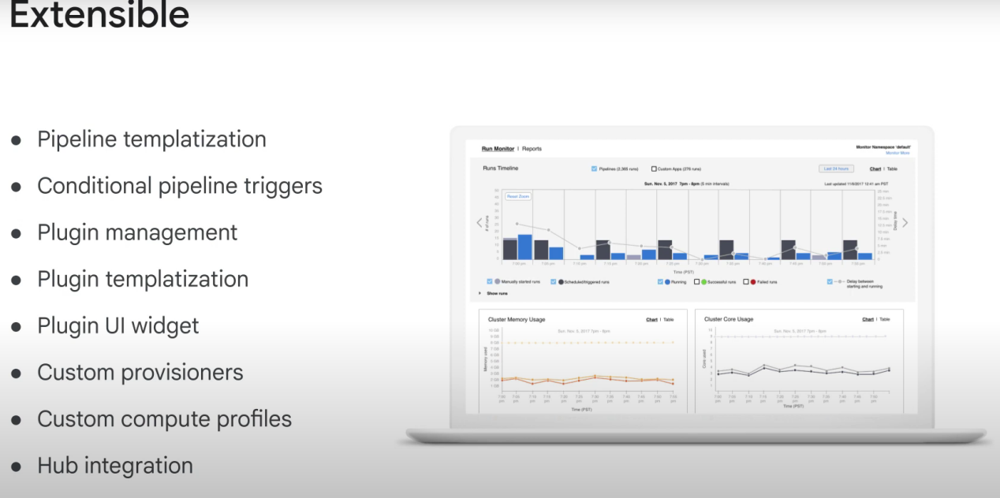 Extensible
Pipeline templatization
Conditional pipeline triggers
Plugin management
Plugin templatization
Plugin UI widget
Custom provisioners
Custom compute profiles
Hub integration
Run Monitor | Reports
Monitor Namespace 'default'
Monitor More
Runs Timeline
Pipelines (2,365 runs)
Custom Apps (276 runs)
Last 24 hours
Chart | Table
Sun. Nov. 5, 2017 7pm - 8pm (5 min intervals)
Last updated 11/6/2017 12:41 am PST
Reset Zoom
# of runs
Delay time
Time (PST)
Manually started runs
Scheduled/triggered runs
Running
Successful runs
Failed runs
Delay between
starting and running
Show runs
Cluster Memory Usage
Chart | Table
Sun. Nov. 5, 2017 7pm - 8pm
Memory used
Time (PST)
Cluster Core Usage
Chart | Table
Sun. Nov. 5, 2017 7pm - 8pm
Core used
Time (PST)